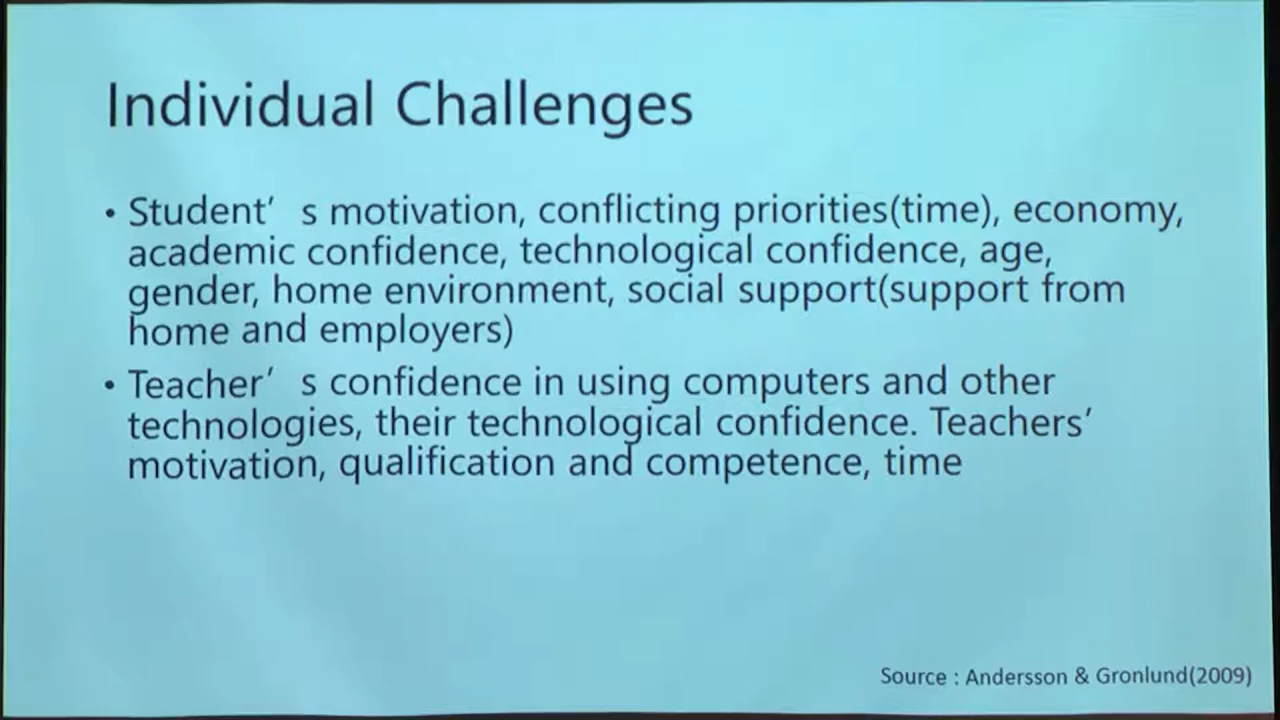 Individual Challenges
• Student’ s motivation, conflicting priorities(time), economy,
academic confidence, technological confidence, age,
gender, home environment, social support(support from
home and employers)
• Teacher’ s confidence in using computers and other
technologies, their technological confidence. Teachers’
motivation, qualification and competence, time
Source : Andersson & Gronlund(2009)